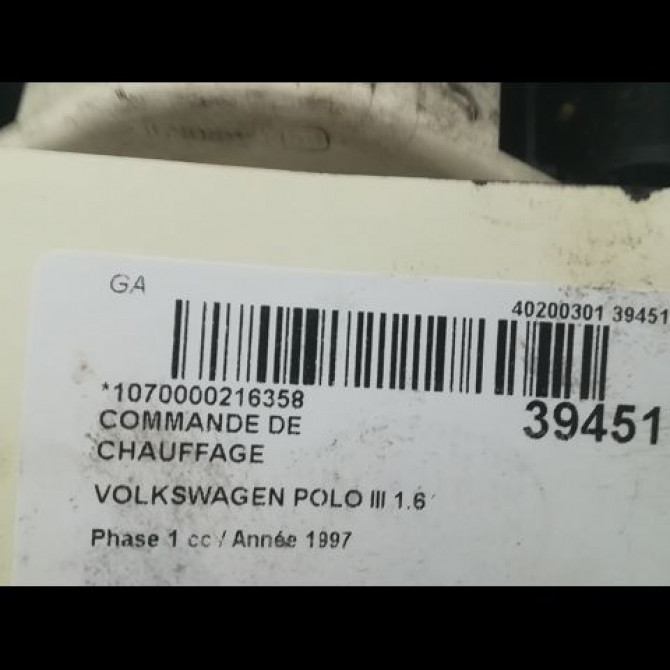 GA
40200301 39451
*1070000216358
39451
COMMANDE DE
CHAUFFAGE
VOLKSWAGEN POLO III 1.6
Phase 1 cc / Année 1997